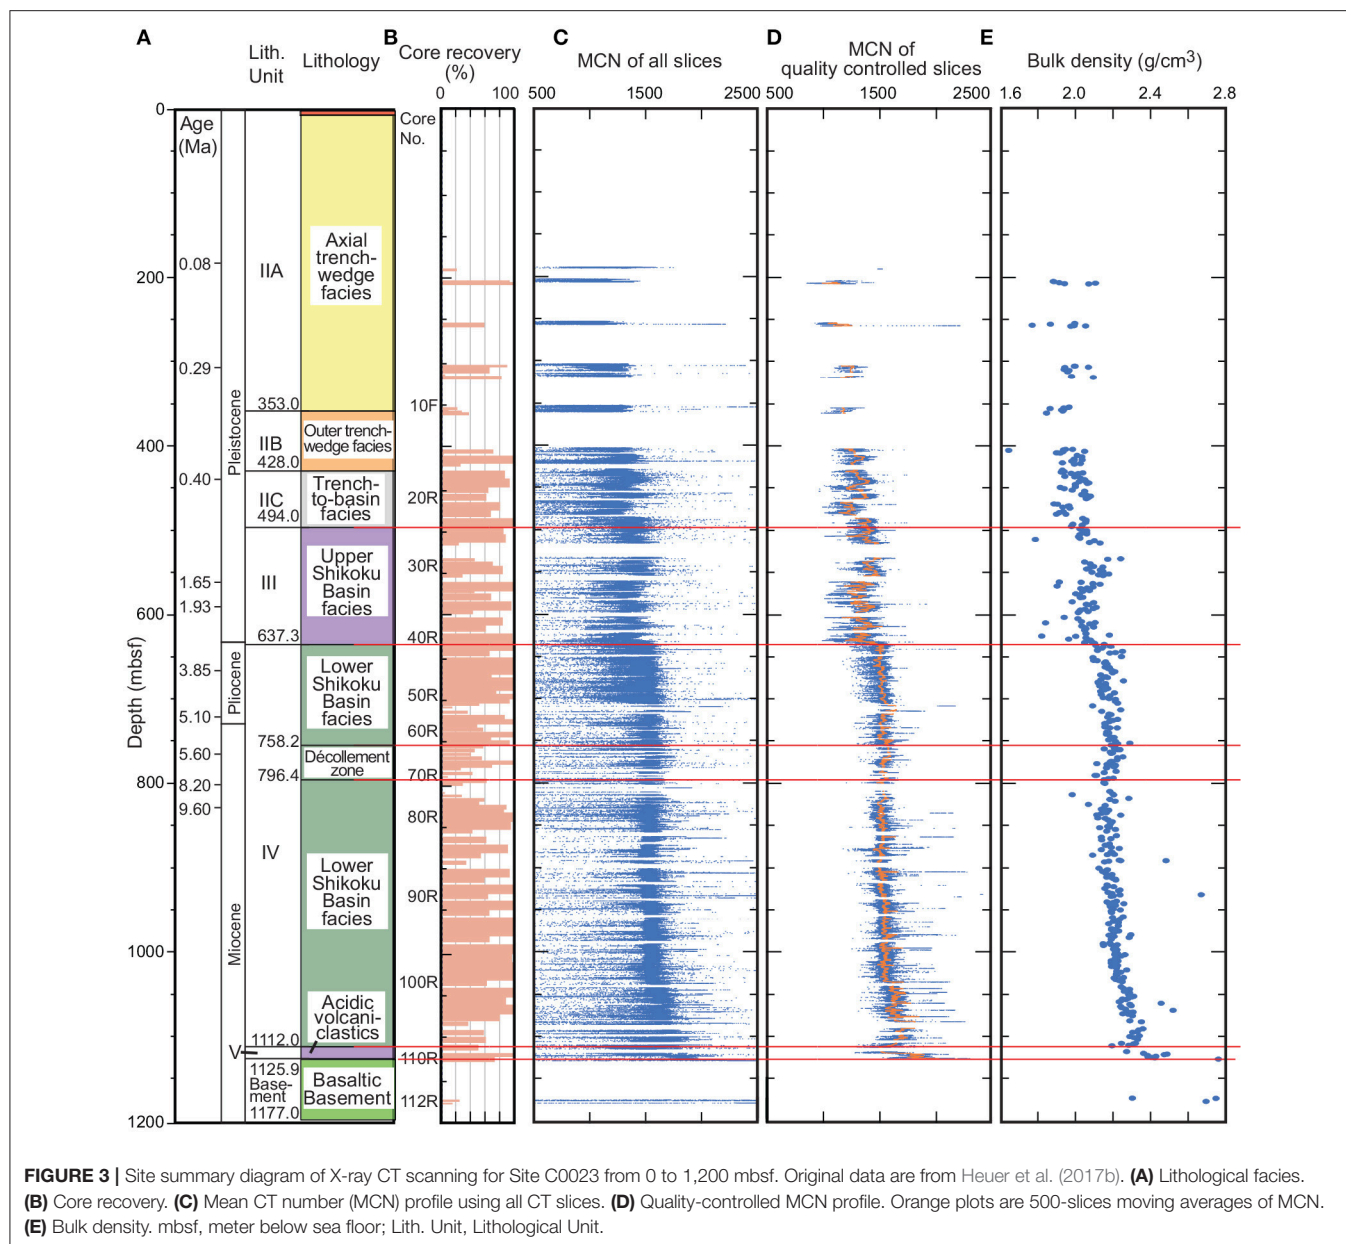 A
B
C
D
E
Lith.
Unit
Lithology
Core recovery
(%)
MCN of all slices
MCN of
quality controlled slices
Bulk density (g/cm³)
0 100
500 1500 2500
500 1500 2500
1.6 2.0 2.4 2.8
Depth (mbsf)
0
200
400
600
800
1000
1200
Age
(Ma)
0.08
0.29
0.40
1.65
1.93
3.85
5.10
5.60
8.20
9.60
Pleistocene
Pliocene
Miocene
IIA
353.0
IIB
428.0
IIC
494.0
III
637.3
758.2
796.4
IV
1112.0
V
1125.9
Base-
ment
1177.0
Axial
trench-
wedge
facies
Outer trench-
wedge facies
Trench-
to-basin
facies
Upper
Shikoku
Basin
facies
Lower
Shikoku
Basin
facies
Décollement
zone
Lower
Shikoku
Basin
facies
Acidic
volcani-
clastics
Basaltic
Basement
Core
No.
10F
20R
30R
40R
50R
60R
70R
80R
90R
100R
110R
112R
FIGURE 3 | Site summary diagram of X-ray CT scanning for Site C0023 from 0 to 1,200 mbsf. Original data are from Heuer et al. (2017b). (A) Lithological facies.
(B) Core recovery. (C) Mean CT number (MCN) profile using all CT slices. (D) Quality-controlled MCN profile. Orange plots are 500-slices moving averages of MCN.
(E) Bulk density. mbsf, meter below sea floor; Lith. Unit, Lithological Unit.